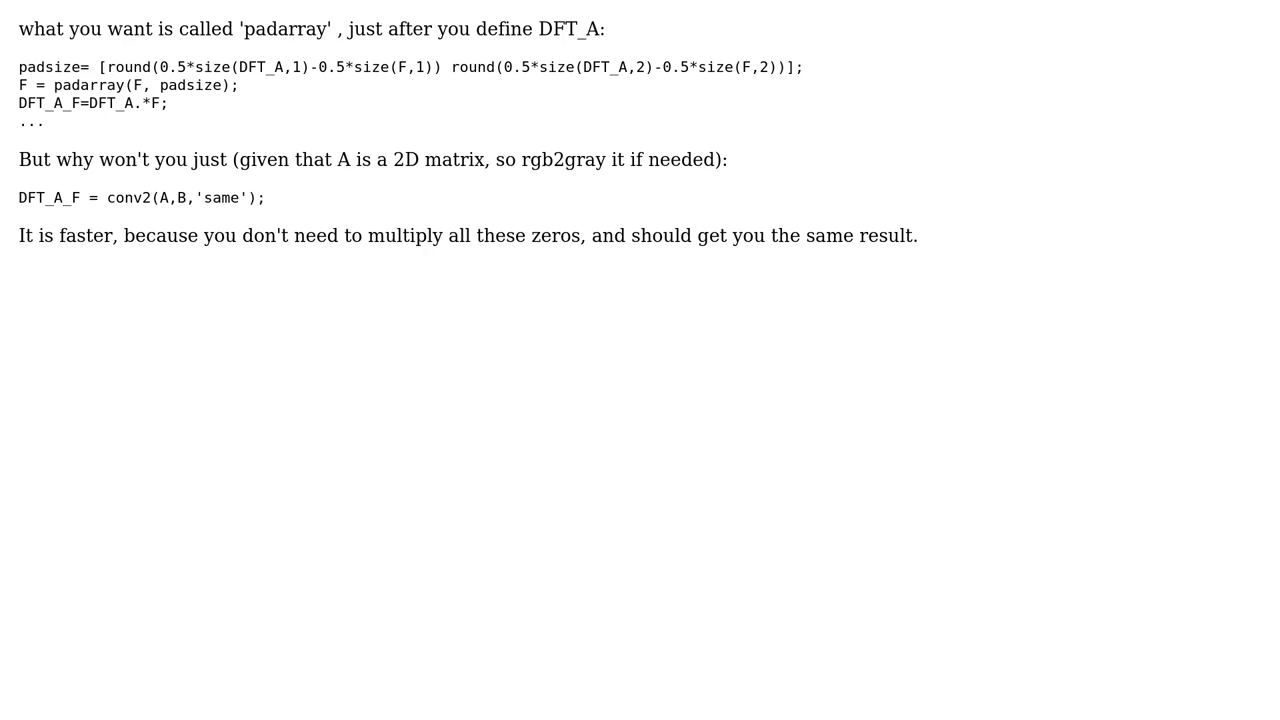 what you want is called 'padarray' , just after you define DFT_A:
padsize= [round(0.5*size(DFT_A,1)-0.5*size(F,1)) round(0.5*size(DFT_A,2)-0.5*size(F,2))];
F = padarray(F, padsize);
DFT_A_F=DFT_A.*F;
...
But why won't you just (given that A is a 2D matrix, so rgb2gray it if needed):
DFT_A_F = conv2(A,B,'same');
It is faster, because you don't need to multiply all these zeros, and should get you the same result.